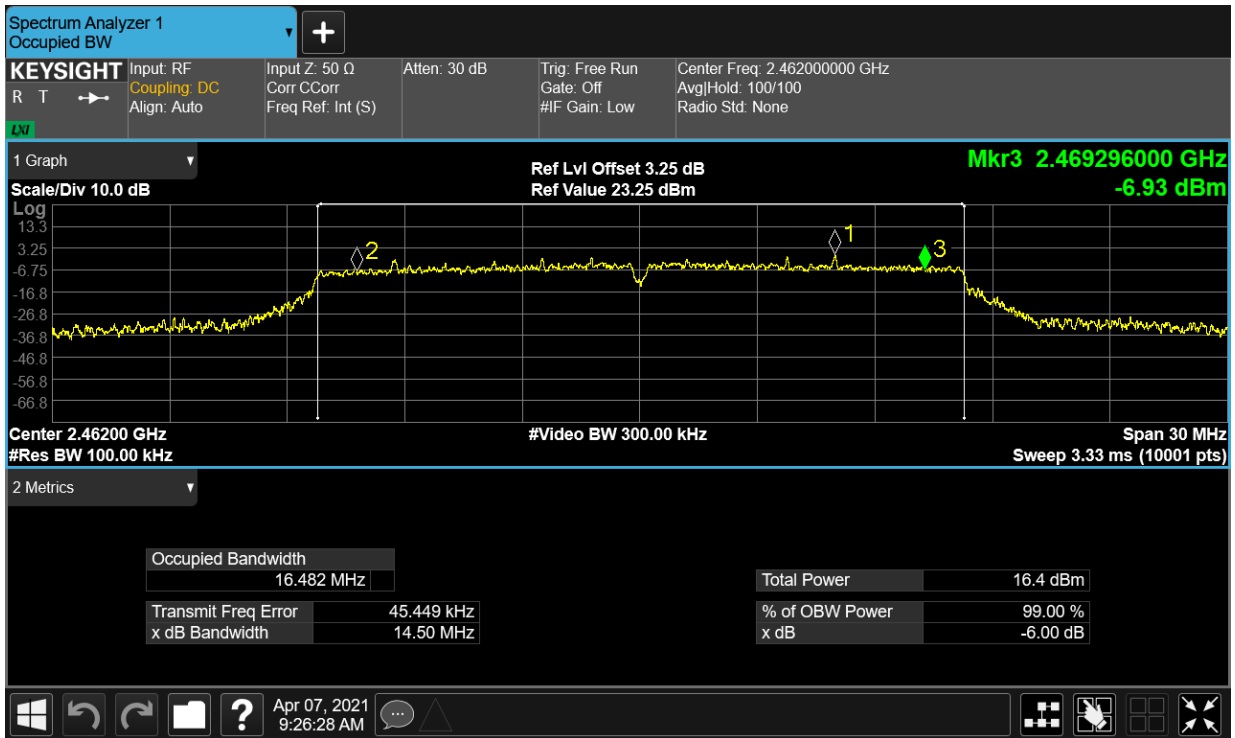 Spectrum Analyzer 1
Occupied BW
▼
+
KEYSIGHT
R T
LXI
Input: RF
Coupling: DC
Align: Auto
Input Z: 50 Ω
Corr CCorr
Freq Ref: Int (S)
Atten: 30 dB
Trig: Free Run
Gate: Off
#IF Gain: Low
Center Freq: 2.462000000 GHz
Avg|Hold: 100/100
Radio Std: None
1 Graph ▼
Scale/Div 10.0 dB
Ref Lvl Offset 3.25 dB
Ref Value 23.25 dBm
Mkr3 2.469296000 GHz
-6.93 dBm
Log
13.3
3.25
-6.75
-16.8
-26.8
-36.8
-46.8
-56.8
-66.8
2
1
3
Center 2.46200 GHz
#Res BW 100.00 kHz
#Video BW 300.00 kHz
Span 30 MHz
Sweep 3.33 ms (10001 pts)
2 Metrics ▼
Occupied Bandwidth
16.482 MHz
Transmit Freq Error 45.449 kHz
x dB Bandwidth 14.50 MHz
Total Power 16.4 dBm
% of OBW Power 99.00 %
x dB -6.00 dB
?
Apr 07, 2021
9:26:28 AM